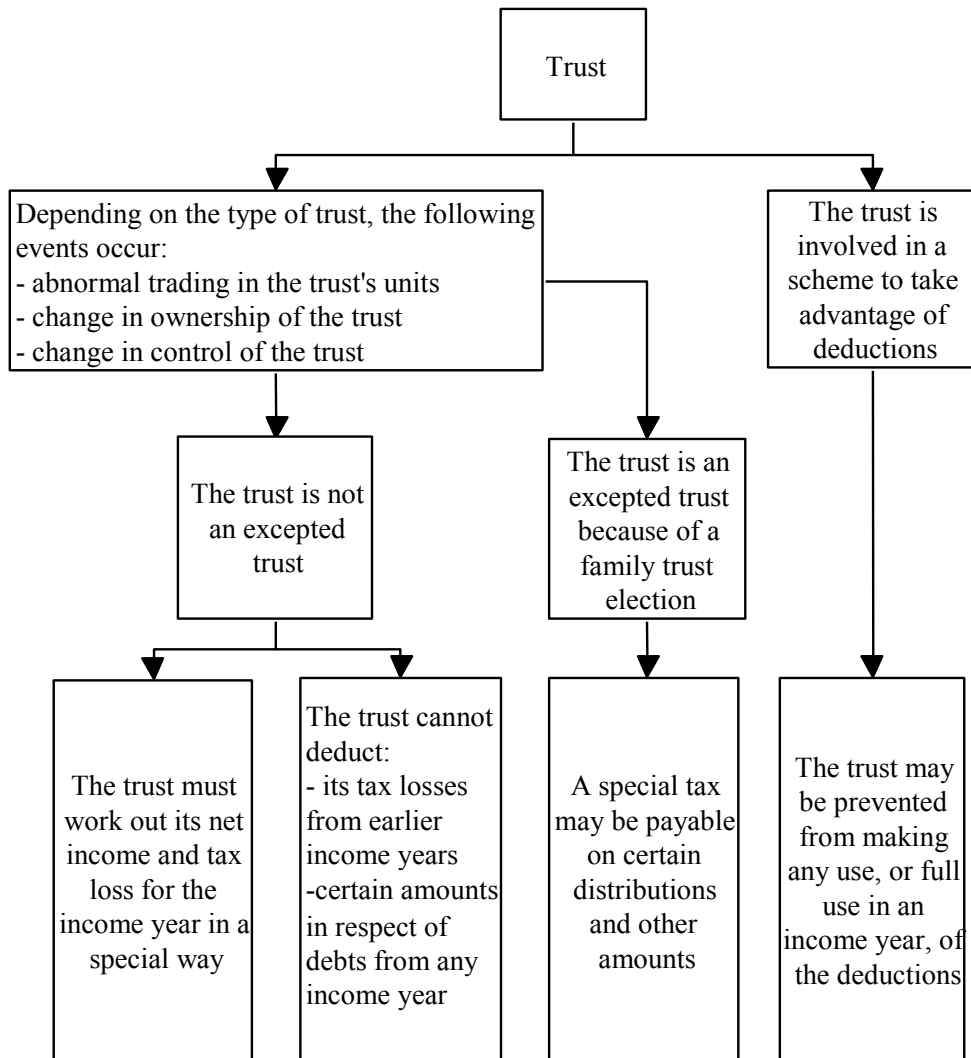 Trust
Depending on the type of trust, the following
events occur:
- abnormal trading in the trust's units
- change in ownership of the trust
- change in control of the trust
The trust is
involved in a
scheme to take
advantage of
deductions
The trust is not
an excepted
trust
The trust is an
excepted trust
because of a
family trust
election
The trust must
work out its net
income and tax
loss for the
income year in a
special way
The trust cannot
deduct:
- its tax losses
from earlier
income years
-certain amounts
in respect of
debts from any
income year
A special tax
may be payable
on certain
distributions
and other
amounts
The trust may
be prevented
from making
any use, or full
use in an
income year, of
the deductions